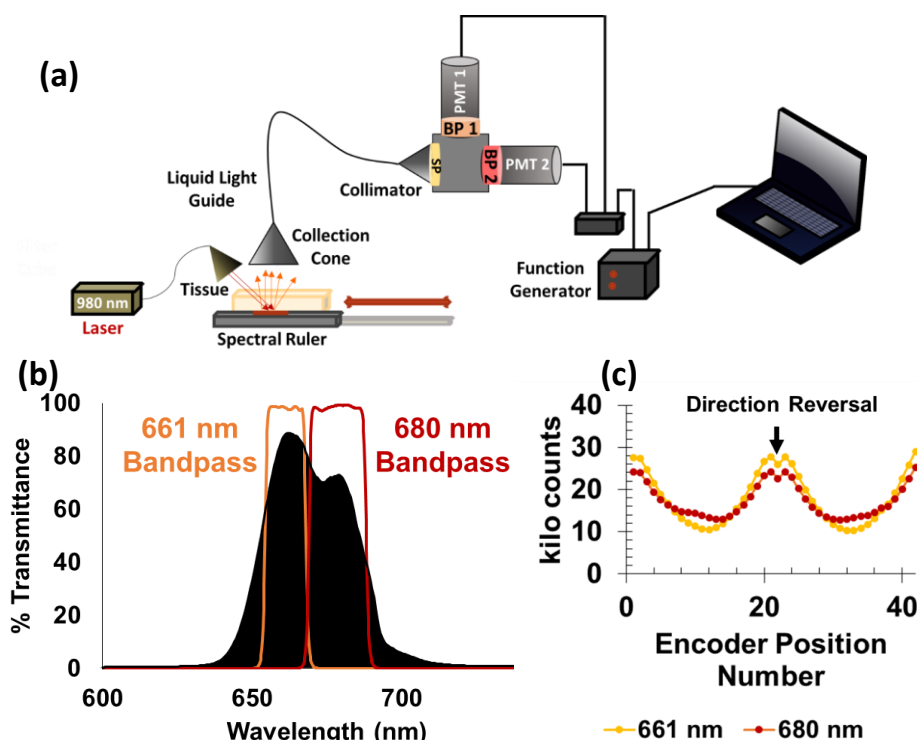 (a)
PMT 1
BP 1
SP
BP 2
PMT 2
Collimator
Liquid Light
Guide
Collection
Cone
Tissue
980 nm
Laser
Spectral Ruler
Function
Generator
(b)
100
80
60
40
20
0
% Transmittance
661 nm
Bandpass
680 nm
Bandpass
600
650
700
Wavelength (nm)
(c)
Direction Reversal
40
30
20
10
0
kilo counts
0
20
40
Encoder Position
Number
661 nm
680 nm